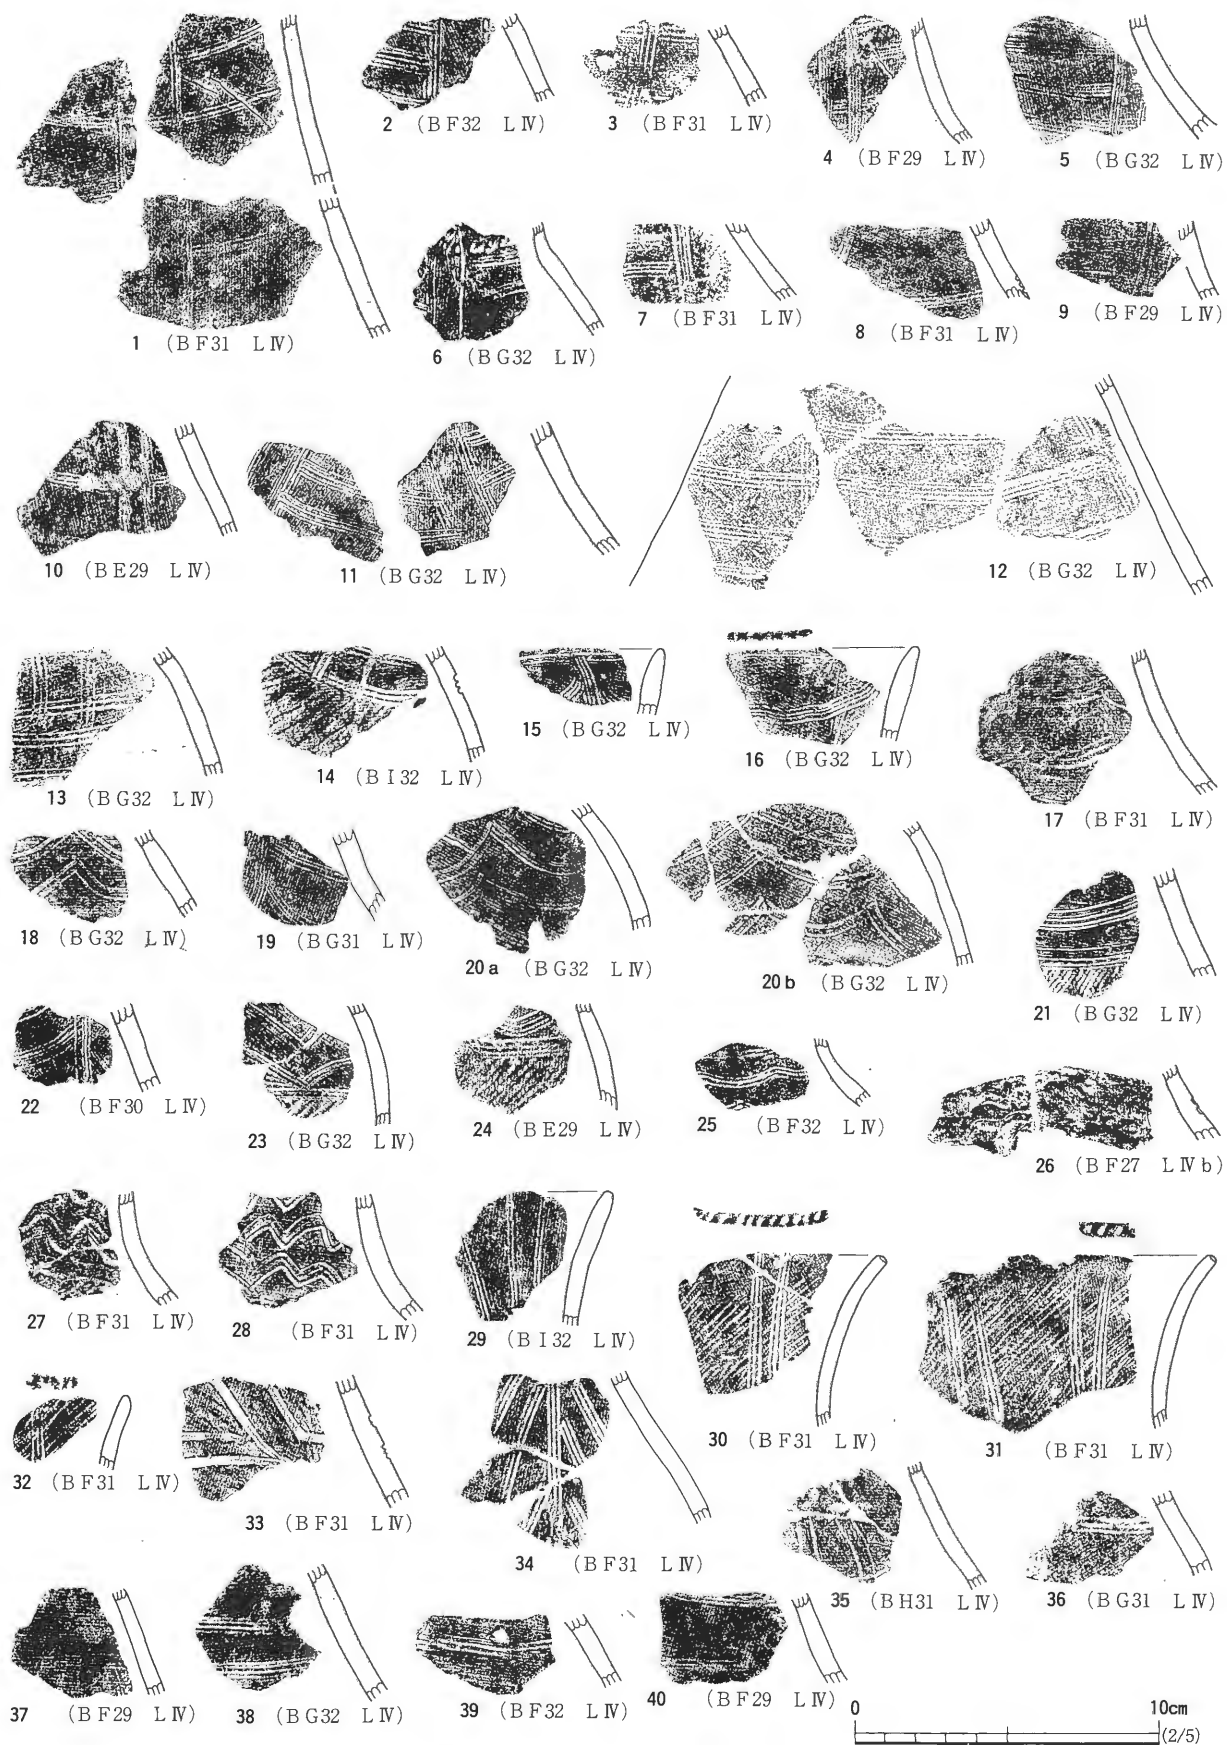 2 (BF32 LⅣ)
3 (BF31 LⅣ)
4 (BF29 LⅣ)
5 (BG32 LⅣ)
1 (BF31 LⅣ)
6 (BG32 LⅣ)
7 (BF31 LⅣ)
8 (BF31 LⅣ)
9 (BF29 LⅣ)
10 (BE29 LⅣ)
11 (BG32 LⅣ)
12 (BG32 LⅣ)
13 (BG32 LⅣ)
14 (BI32 LⅣ)
15 (BG32 LⅣ)
16 (BG32 LⅣ)
17 (BF31 LⅣ)
18 (BG32 LⅣ)
19 (BG31 LⅣ)
20a (BG32 LⅣ)
20b (BG32 LⅣ)
21 (BG32 LⅣ)
22 (BF30 LⅣ)
23 (BG32 LⅣ)
24 (BE29 LⅣ)
25 (BF32 LⅣ)
26 (BF27 LⅣb)
27 (BF31 LⅣ)
28 (BF31 LⅣ)
29 (BI32 LⅣ)
30 (BF31 LⅣ)
31 (BF31 LⅣ)
32 (BF31 LⅣ)
33 (BF31 LⅣ)
34 (BF31 LⅣ)
35 (BH31 LⅣ)
36 (BG31 LⅣ)
37 (BF29 LⅣ)
38 (BG32 LⅣ)
39 (BF32 LⅣ)
40 (BF29 LⅣ)
0 10cm
(2/5)